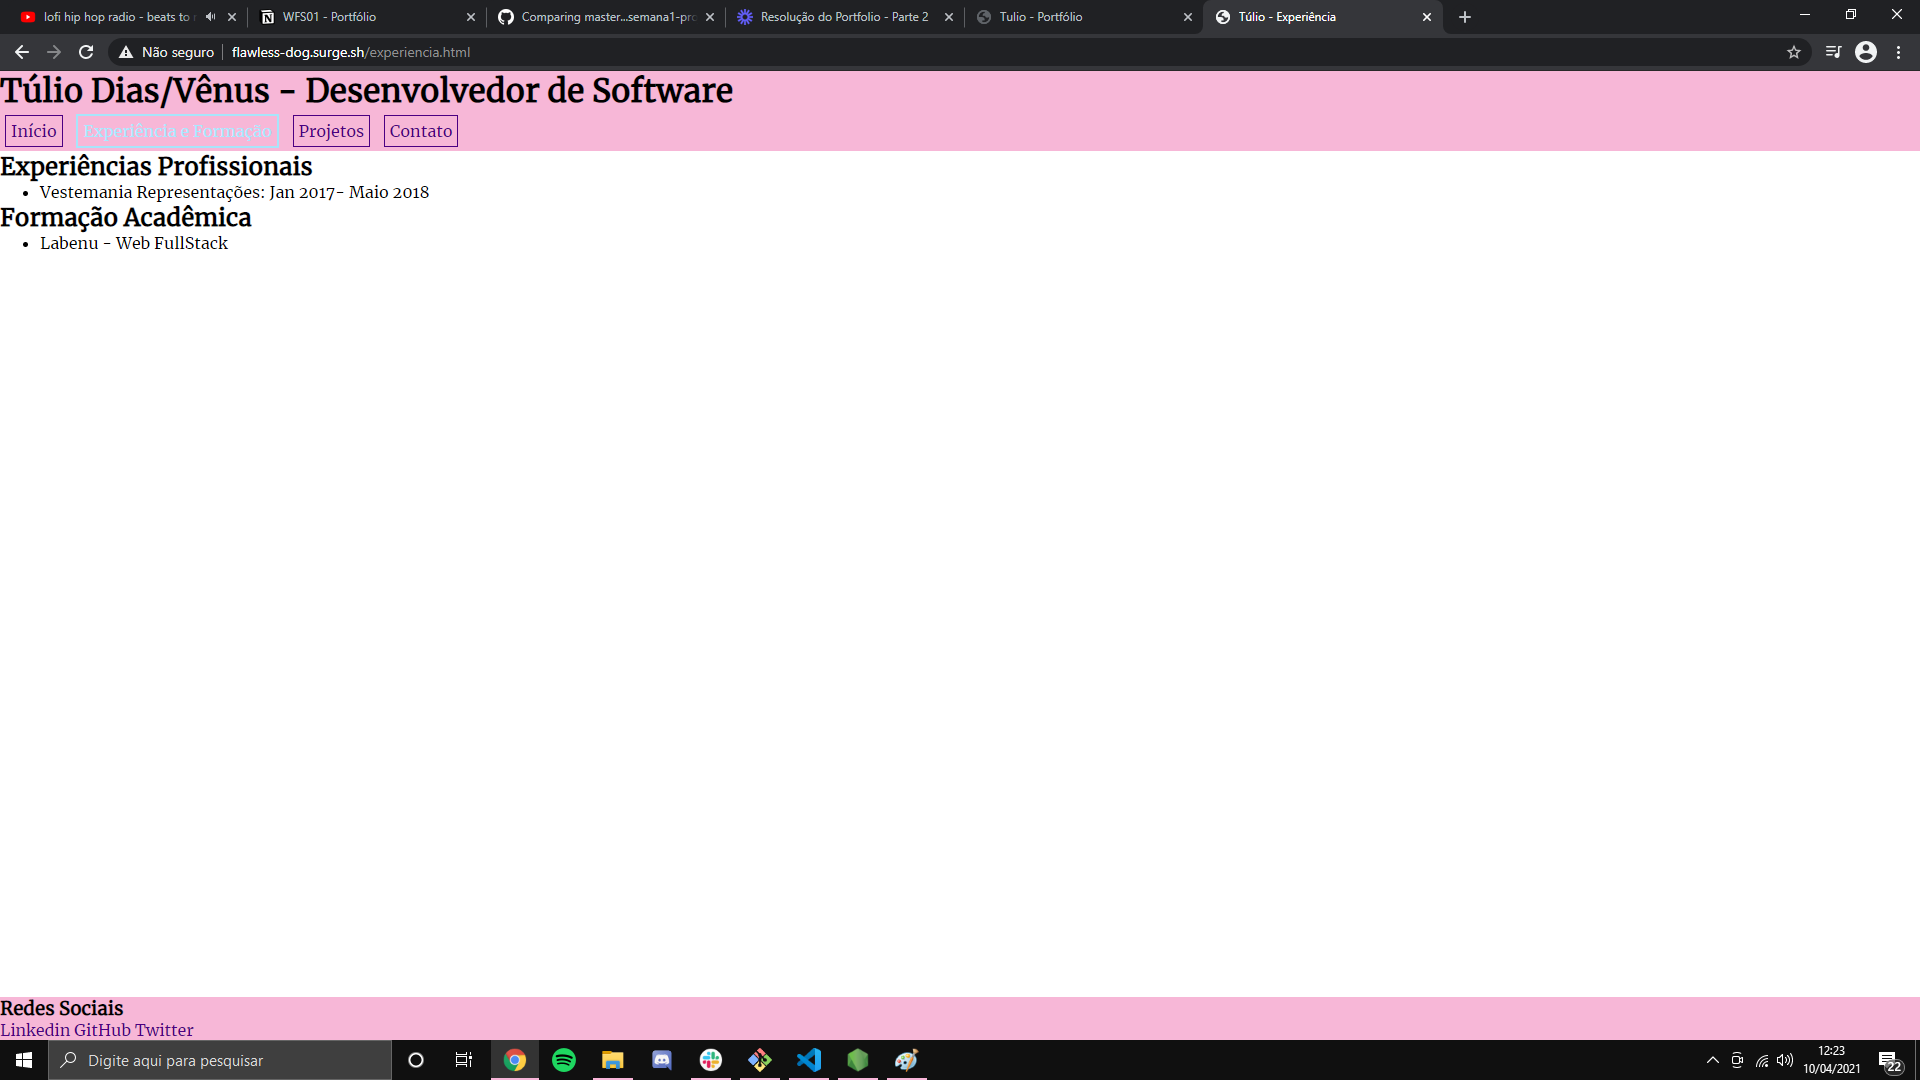 lofi hip hop radio - beats to
WFS01 - Portfólio
Comparing master...semana1-pro
Resolução do Portfolio - Parte 2
Tulio - Portfólio
Túlio - Experiência
Não seguro
flawless-dog.surge.sh/experiencia.html
Túlio Dias/Vênus - Desenvolvedor de Software
Início
Experiência e Formação
Projetos
Contato
Experiências Profissionais
• Vestemania Representações: Jan 2017- Maio 2018
Formação Acadêmica
• Labenu - Web FullStack
Redes Sociais
Linkedin GitHub Twitter
Digite aqui para pesquisar
12:23
10/04/2021
22